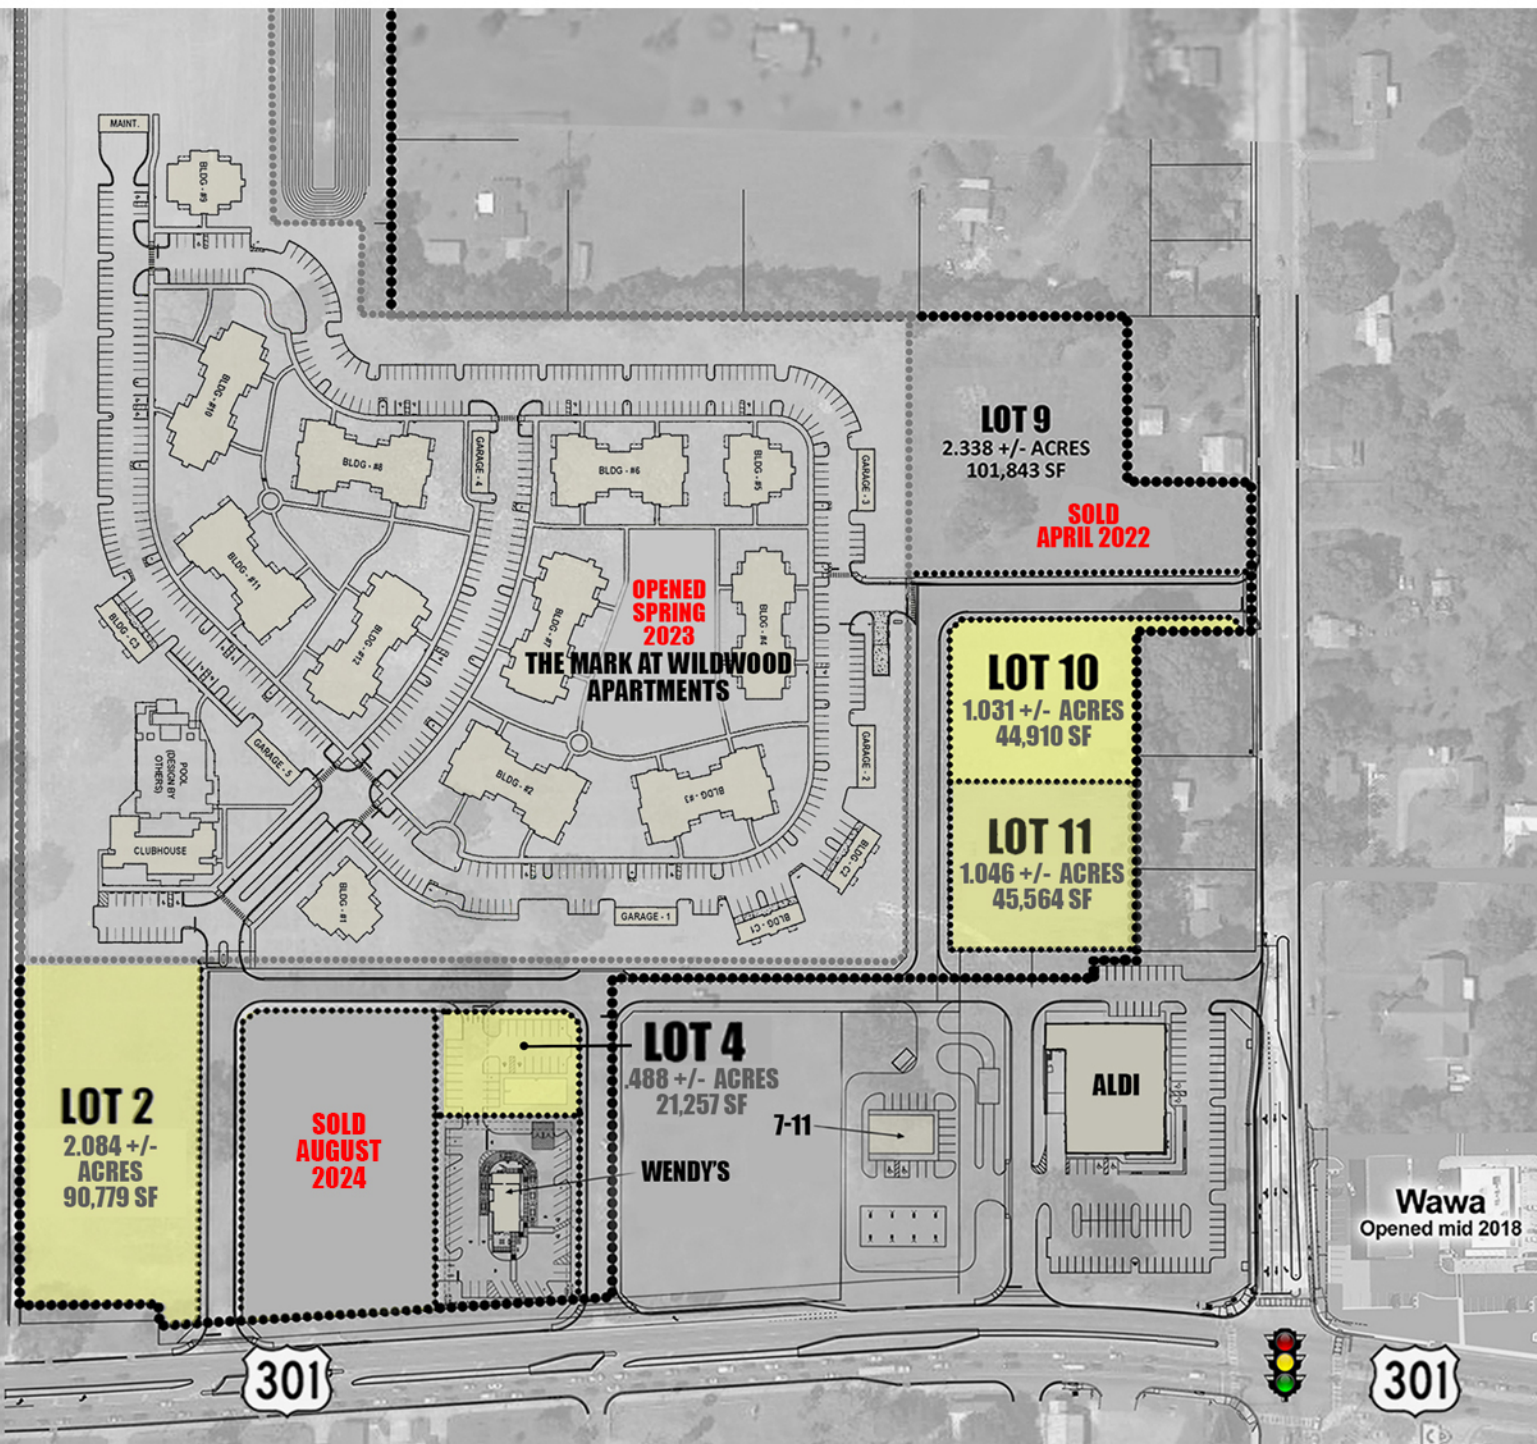 MAINT.
BLDG - #9
BLDG - #10
BLDG - #8
GARAGE - 4
BLDG - #6
BLDG - #5
GARAGE - 3
LOT 9
2.338 +/- ACRES
101,843 SF
SOLD
APRIL 2022
BLDG - #11
BLDG - C3
BLDG - #12
BLDG - #7
OPENED
SPRING
2023
BLDG - #4
THE MARK AT WILDWOOD
APARTMENTS
LOT 10
1.031 +/- ACRES
44,910 SF
POOL
(DESIGN BY
OTHERS)
GARAGE - 5
BLDG - #2
BLDG - #3
GARAGE - 2
LOT 11
1.046 +/- ACRES
45,564 SF
CLUBHOUSE
BLDG - #1
GARAGE - 1
BLDG - C1
BLDG - C2
LOT 2
2.084 +/-
ACRES
90,779 SF
SOLD
AUGUST
2024
LOT 4
.488 +/- ACRES
21,257 SF
7-11
WENDY'S
ALDI
Wawa
Opened mid 2018
301
301